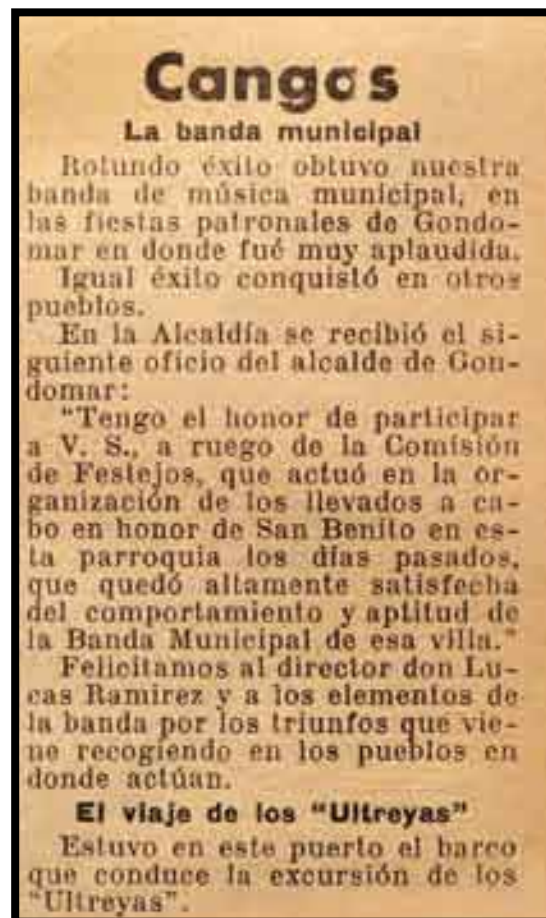 Cangas
La banda municipal
Rotundo éxito obtuvo nuestra
banda de música municipal, en
las fiestas patronales de Gondo-
mar en donde fué muy aplaudida.
Igual éxito conquistó en otros
pueblos.
En la Alcaldía se recibió el si-
guiente oficio del alcalde de Gon-
domar:
"Tengo el honor de participar
a V. S., a ruego de la Comisión
de Festejos, que actuó en la or-
ganización de los llevados a ca-
bo en honor de San Benito en es-
ta parroquia los días pasados,
que quedó altamente satisfecha
del comportamiento y aptitud de
la Banda Municipal de esa villa."
Felicitamos al director don Lu-
cas Ramirez y a los elementos de
la banda por los triunfos que vie-
ne recogiendo en los pueblos en
donde actúan.
El viaje de los "Ultreyas"
Estuvo en este puerto el barco
que conduce la excursión de los
"Ultreyas".